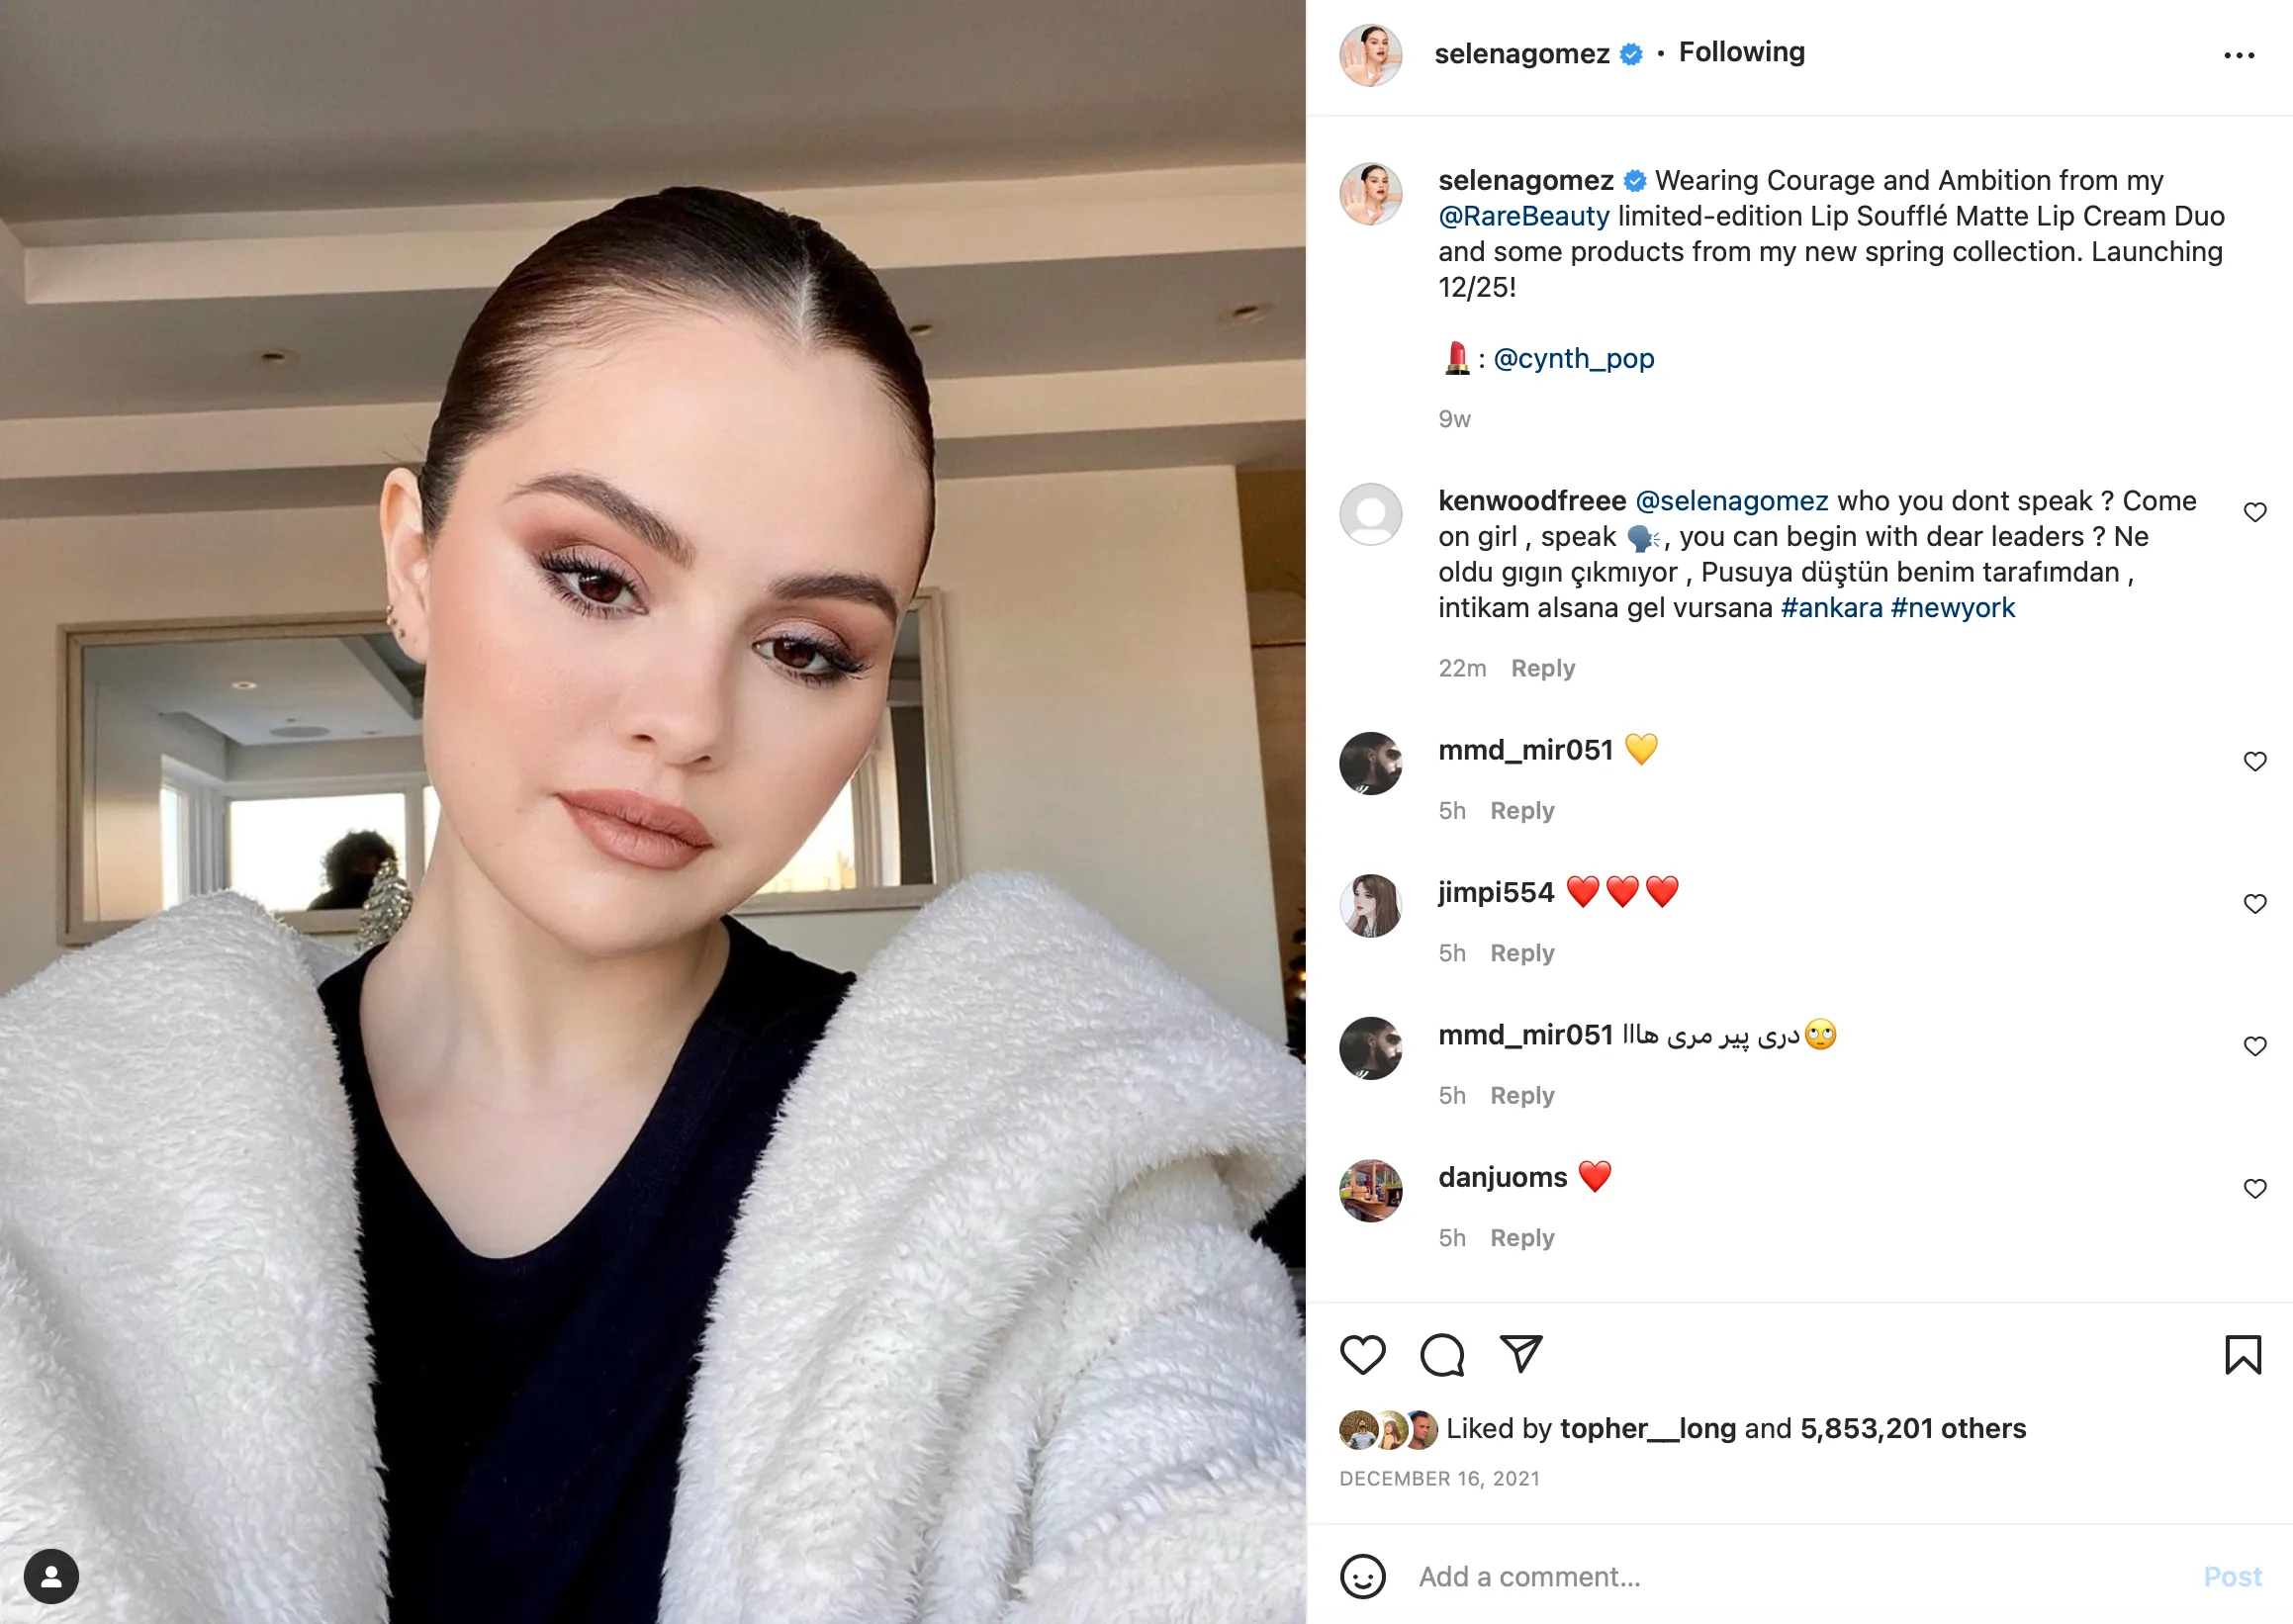 selenagomez • Following
selenagomez Wearing Courage and Ambition from my
@RareBeauty limited-edition Lip Soufflé Matte Lip Cream Duo
and some products from my new spring collection. Launching
12/25!
💄 : @cynth_pop
9w
kenwoodfreee @selenagomez who you dont speak ? Come
on girl , speak 🗣️, you can begin with dear leaders ? Ne
oldu gıgın çıkmıyor , Pusuya düştün benim tarafımdan ,
intikam alsana gel vursana #ankara #newyork
22m Reply
mmd_mir051 💛
5h Reply
jimpi554 ❤️❤️❤️
5h Reply
mmd_mir051 دری پیر مری هااا🙄
5h Reply
danjuoms ❤️
5h Reply
Liked by topher__long and 5,853,201 others
DECEMBER 16, 2021
Add a comment... Post